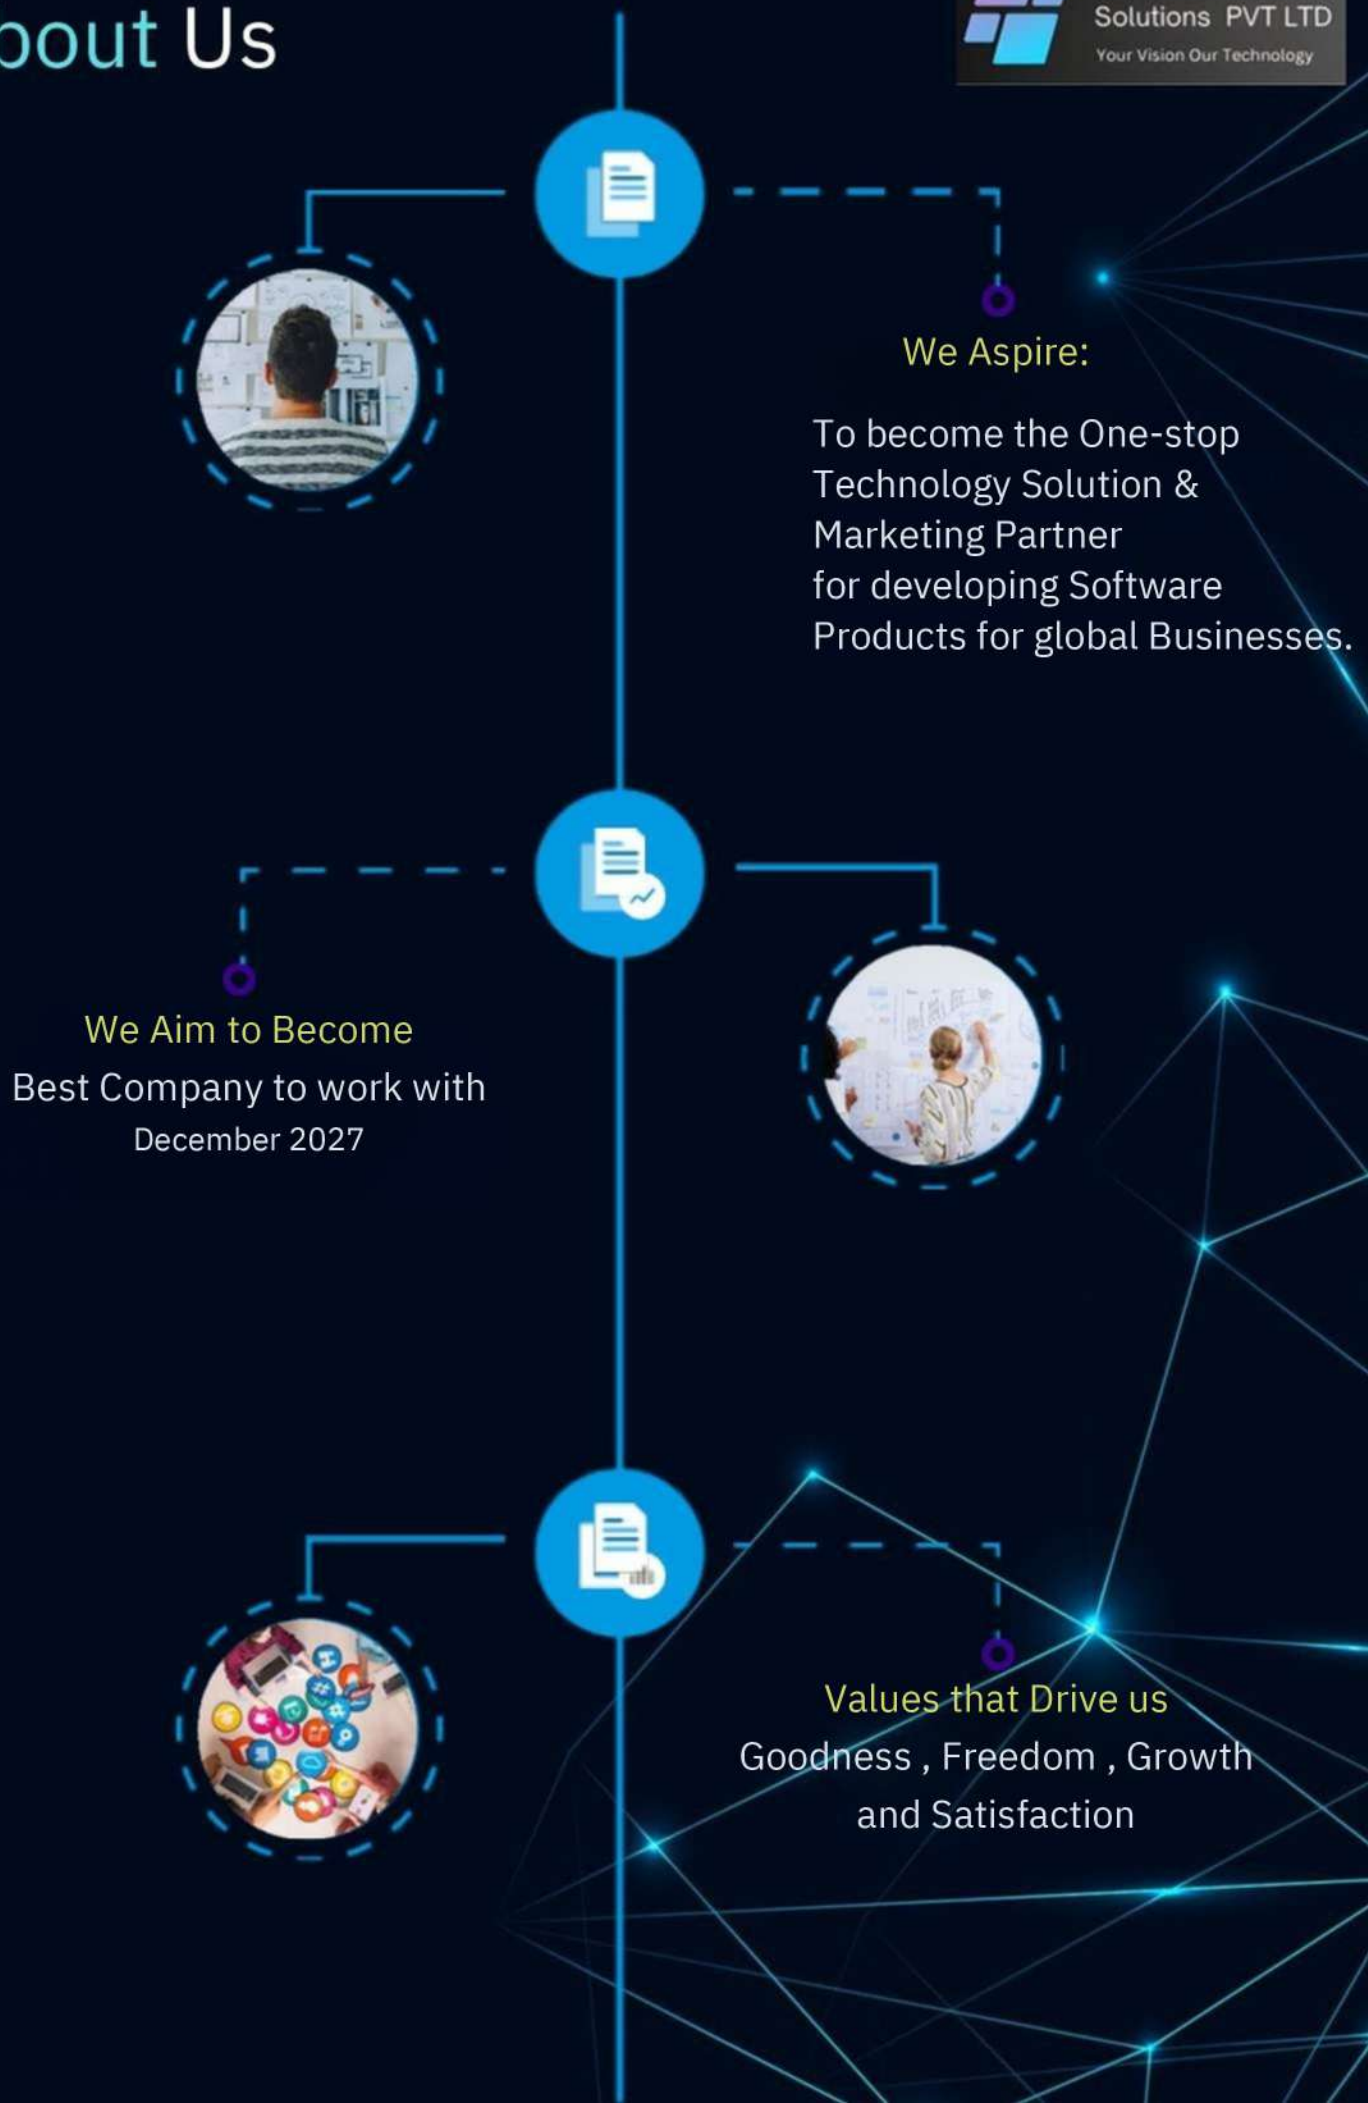 Us
Solutions PVT LTD
Your Vision Our Technology
We Aspire:
To become the One-stop
Technology Solution &
Marketing Partner
for developing Software
Products for global Businesses.
We Aim to Become
Best Company to work with
December 2027
Values that Drive us
Goodness , Freedom , Growth
and Satisfaction